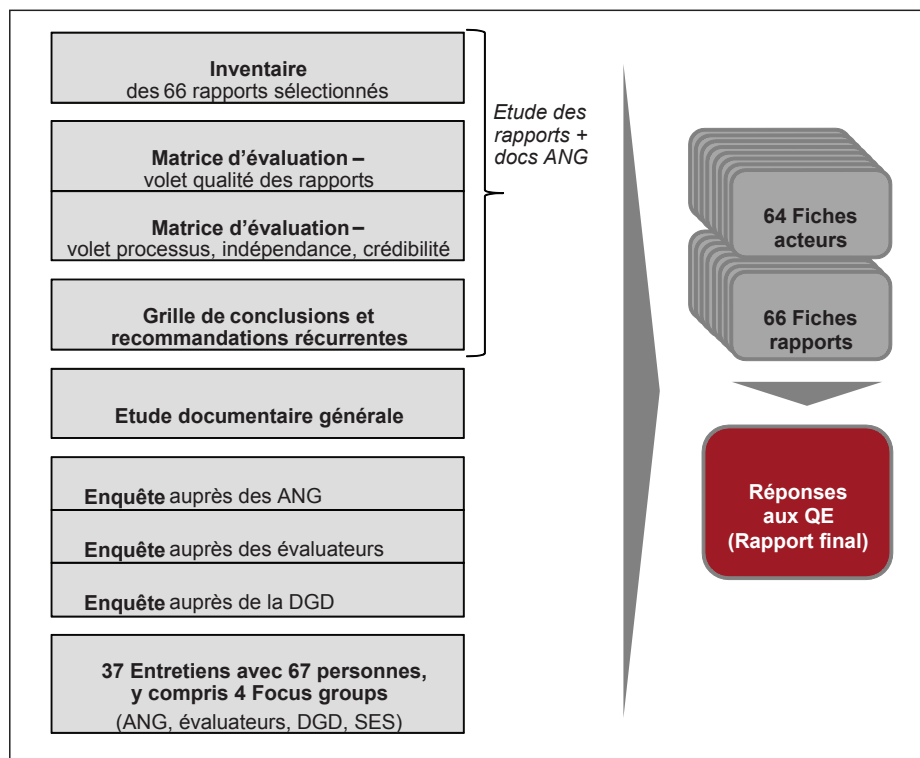 Inventaire
des 66 rapports sélectionnés
Matrice d'évaluation –
volet qualité des rapports
Matrice d'évaluation –
volet processus, indépendance, crédibilité
Grille de conclusions et
recommandations récurrentes
Etude des
rapports +
docs ANG
Etude documentaire générale
Enquête auprès des ANG
Enquête auprès des évaluateurs
Enquête auprès de la DGD
37 Entretiens avec 67 personnes,
y compris 4 Focus groups
(ANG, évaluateurs, DGD, SES)
64 Fiches
acteurs
66 Fiches
rapports
Réponses
aux QE
(Rapport final)